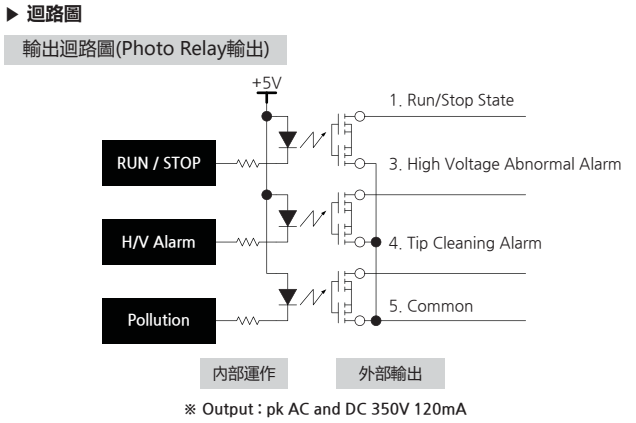 ▶ 迴路圖
輸出迴路圖(Photo Relay輸出)
+5V
1. Run/Stop State
RUN / STOP
3. High Voltage Abnormal Alarm
H/V Alarm
4. Tip Cleaning Alarm
5. Common
Pollution
內部運作
外部輸出
※ Output : pk AC and DC 350V 120mA